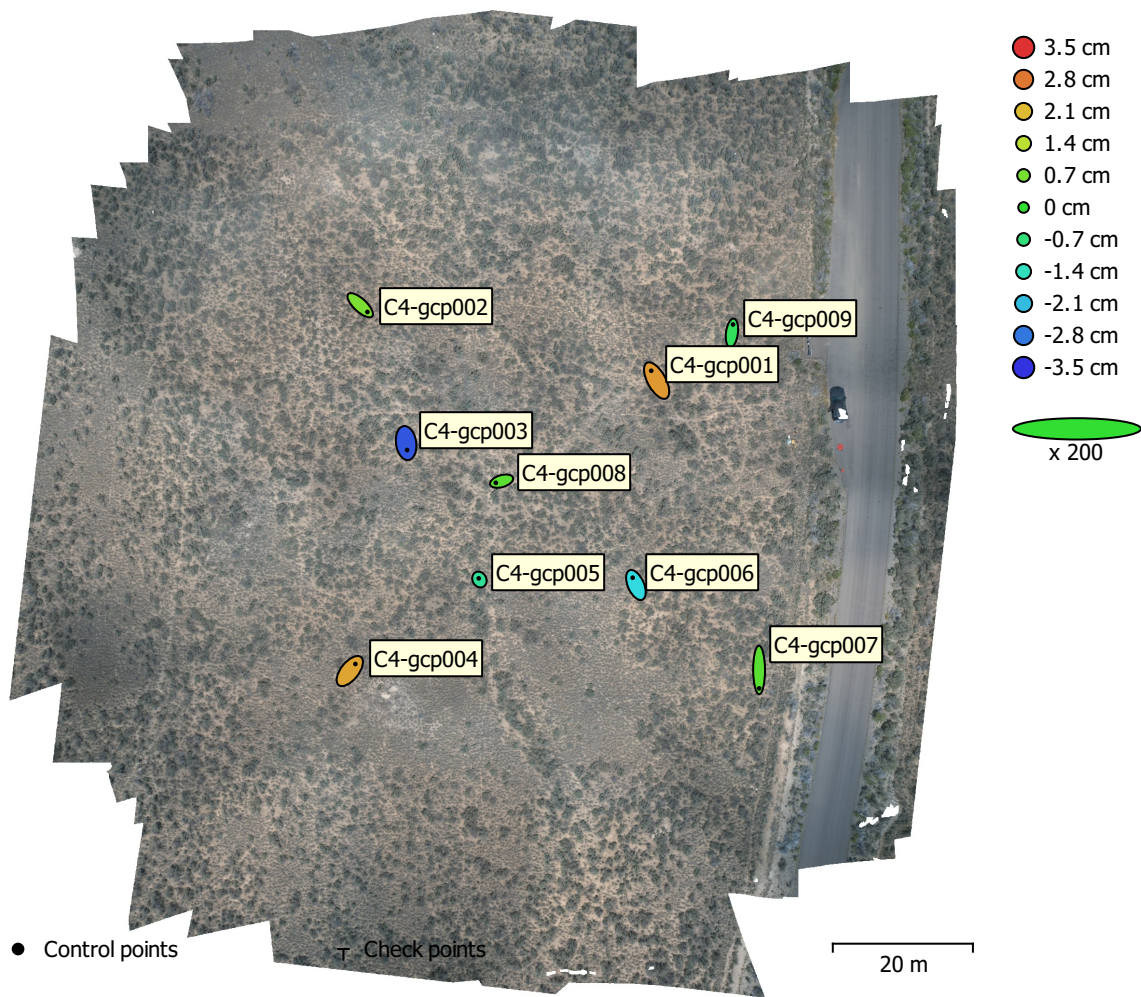 3.5 cm
2.8 cm
2.1 cm
1.4 cm
0.7 cm
0 cm
-0.7 cm
-1.4 cm
-2.1 cm
-2.8 cm
-3.5 cm
x 200
C4-gcp002
C4-gcp009
C4-gcp001
C4-gcp003
C4-gcp008
C4-gcp005
C4-gcp006
C4-gcp004
C4-gcp007
Control points
Check points
20 m